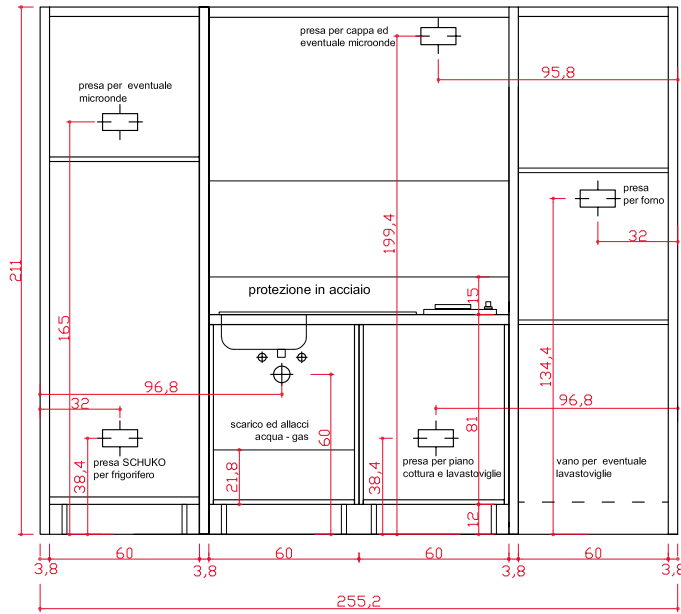 presa per cappa ed
eventuale microonde
95,8
presa per eventuale
microonde
presa
per forno
32
199,4
211
protezione in acciaio
15
165
134,4
96,8
96,8
32
81
60
scarico ed allacci
acqua - gas
presa SCHUKO
per frigorifero
38,4
21,8
38,4
presa per piano
cottura e lavastoviglie
vano per eventuale
lavastoviglie
12
60
60
60
60
3,8
3,8
3,8
3,8
255,2